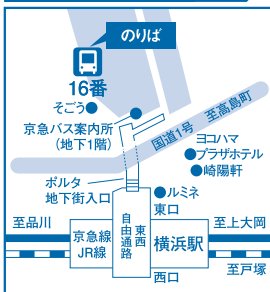 のりば
16番
そごう
京急バス案内所
(地下1階)
国道1号
至高島町
ヨコハマ
プラザホテル
崎陽軒
ポルタ
地下街入口
ルミネ
東口
至品川
京急線
JR線
東西
自由通路
横浜駅
至上大岡
至戸塚
西口